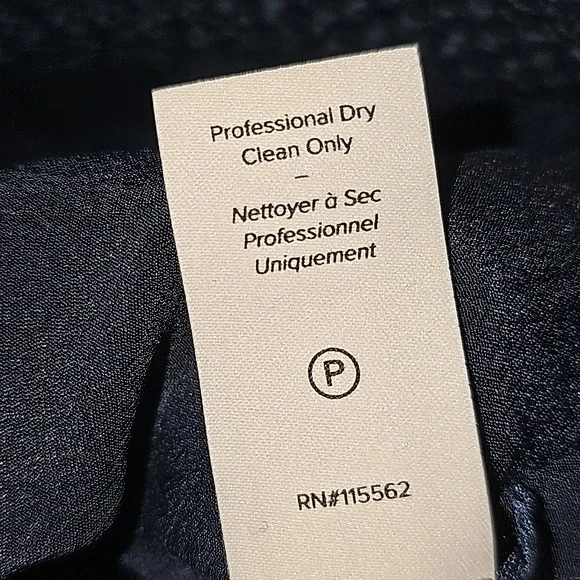 Professional Dry
Clean Only
–
Nettoyer à Sec
Professionnel
Uniquement
P
RN#115562